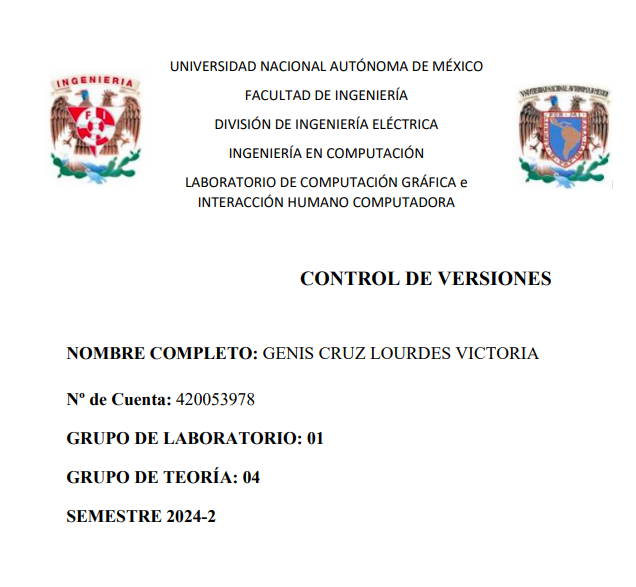 UNIVERSIDAD NACIONAL AUTÓNOMA DE MÉXICO
FACULTAD DE INGENIERÍA
DIVISIÓN DE INGENIERÍA ELÉCTRICA
INGENIERÍA EN COMPUTACIÓN
LABORATORIO DE COMPUTACIÓN GRÁFICA e
INTERACCIÓN HUMANO COMPUTADORA
INGENIERIA
CONTROL DE VERSIONES
NOMBRE COMPLETO: GENIS CRUZ LOURDES VICTORIA
Nº de Cuenta: 420053978
GRUPO DE LABORATORIO: 01
GRUPO DE TEORÍA: 04
SEMESTRE 2024-2